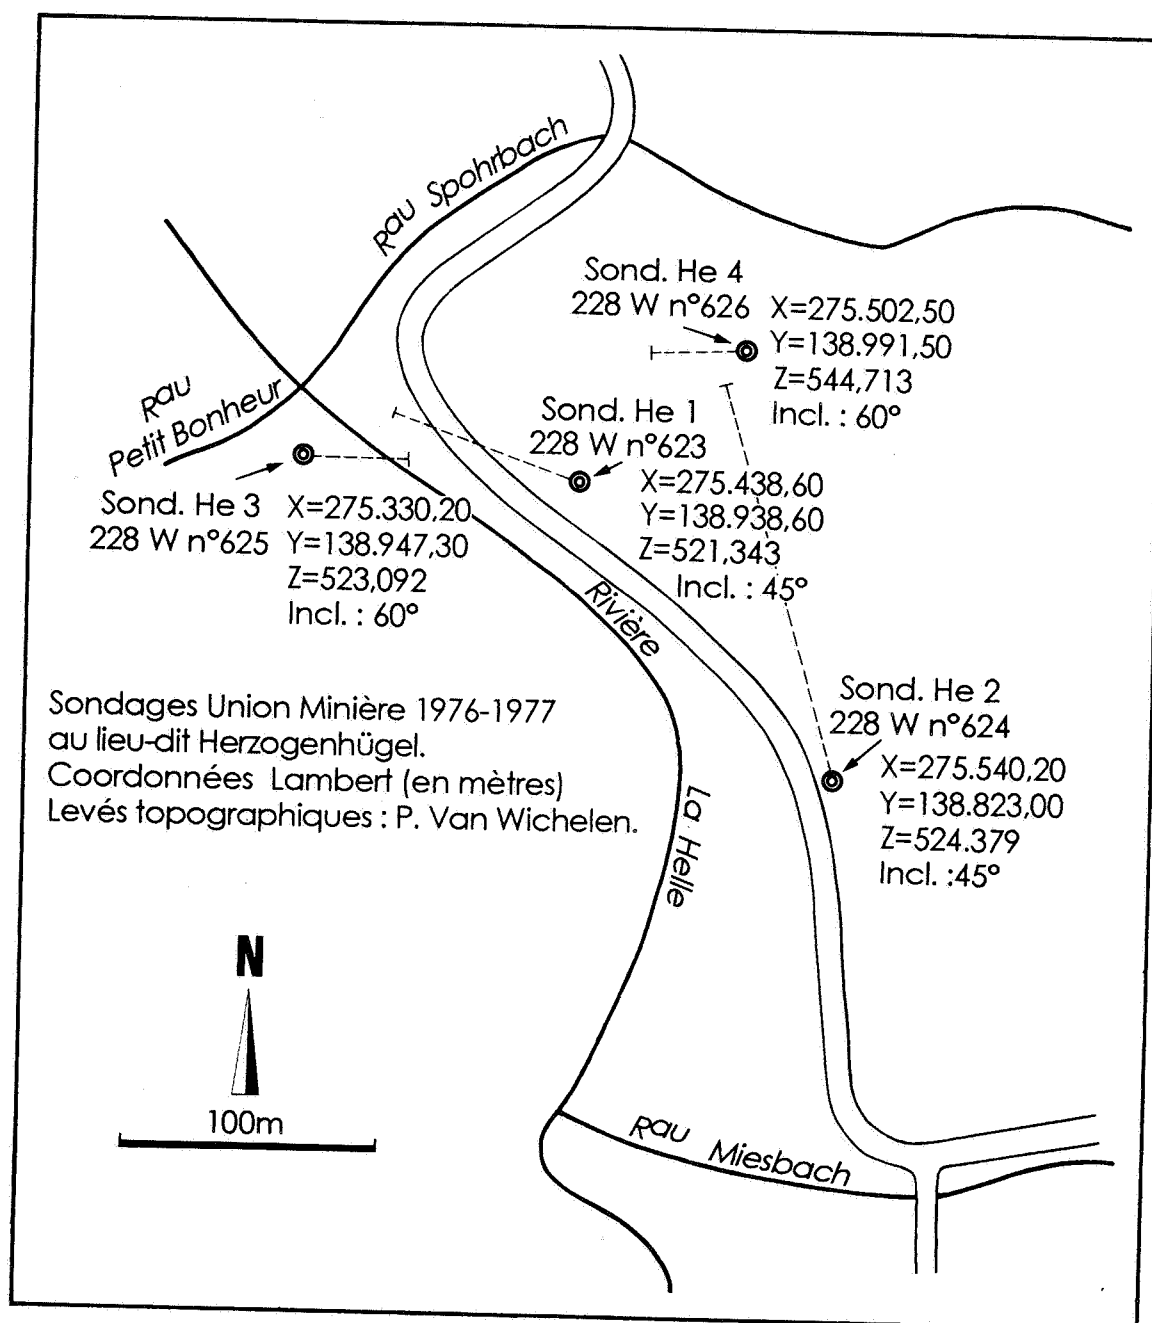 Rau Spohrbach
Sond. He 4
228 W n°626
X=275.502,50
Y=138.991,50
Z=544,713
Incl. : 60°
Rau
Petit Bonheur
Sond. He 1
228 W n°623
X=275.438,60
Y=138.938,60
Z=521,343
Incl. : 45°
Sond. He 3
228 W n°625
X=275.330,20
Y=138.947,30
Z=523,092
Incl. : 60°
Rivière
La Helle
Sond. He 2
228 W n°624
X=275.540,20
Y=138.823,00
Z=524.379
Incl. :45°
Sondages Union Minière 1976-1977
au lieu-dit Herzogenhügel.
Coordonnées Lambert (en mètres)
Levés topographiques : P. Van Wichelen.
N
100m
Rau Miesbach